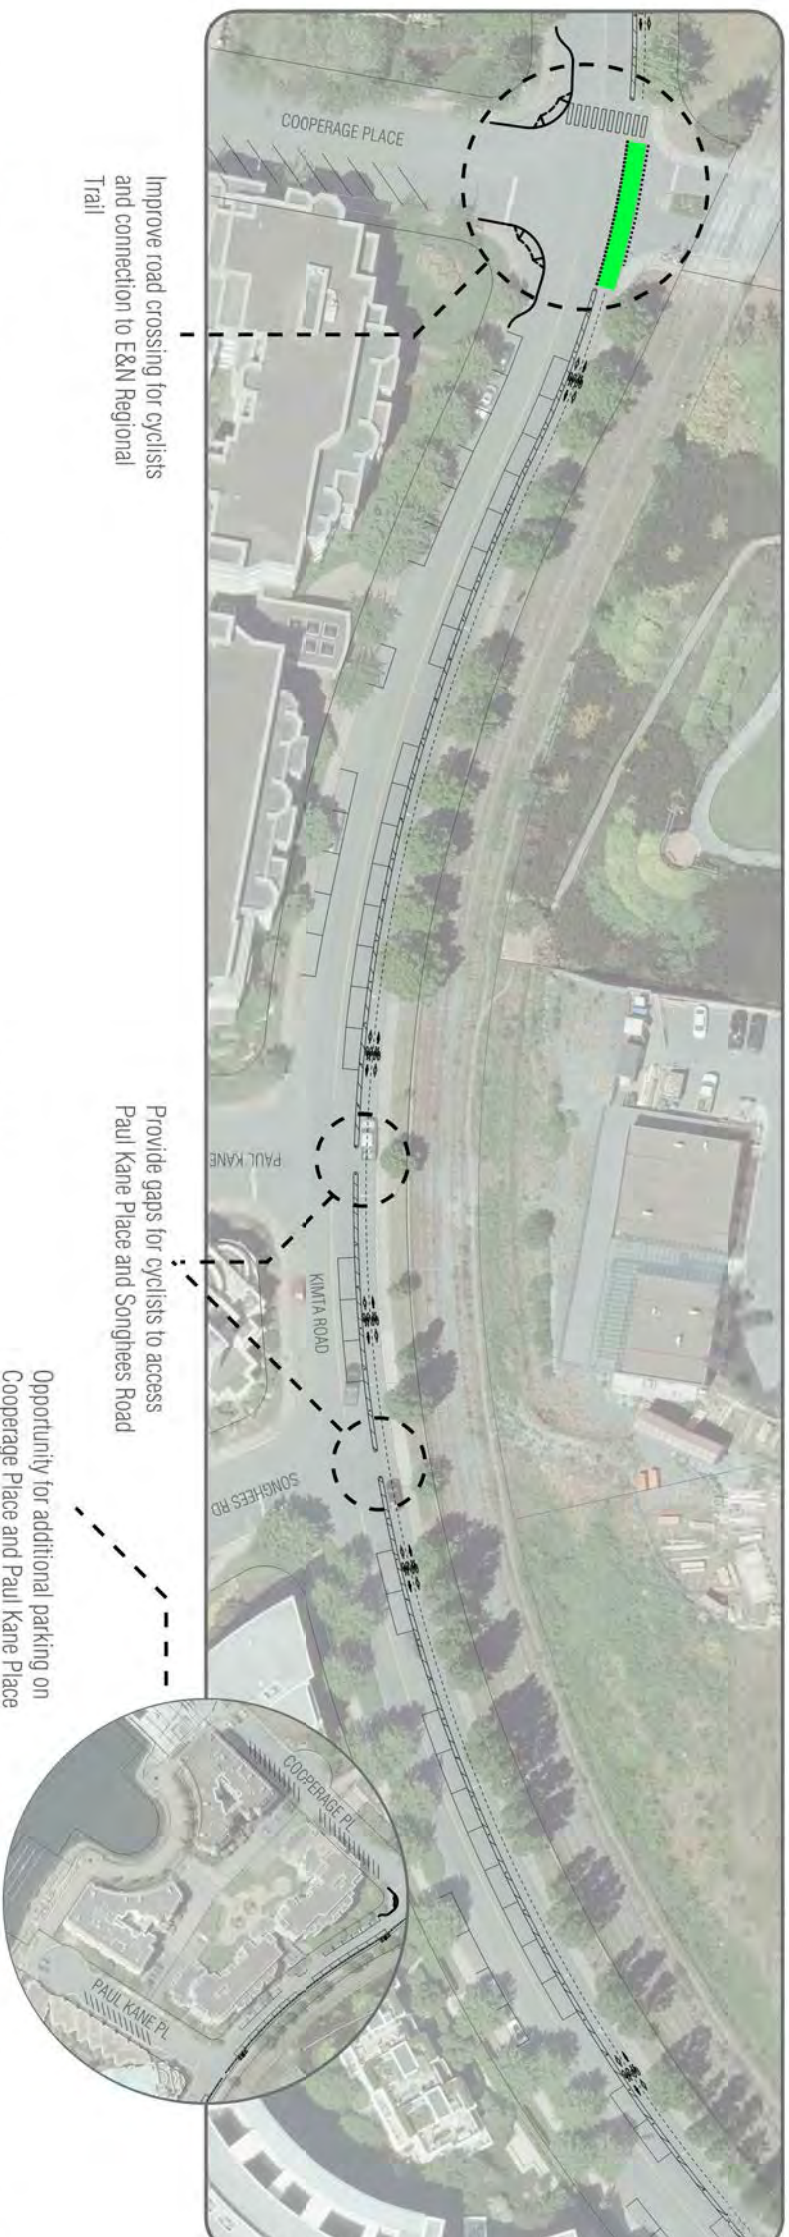 COOPERAGE PLACE
Improve road crossing for cyclists
and connection to E&N Regional
Trail
PAUL KANE
Provide gaps for cyclists to access
Paul Kane Place and Songhees Road
KIMTA ROAD
SONGHEES RD
Opportunity for additional parking on
Cooperage Place and Paul Kane Place
COOPERAGE PL
PAUL KANE PL